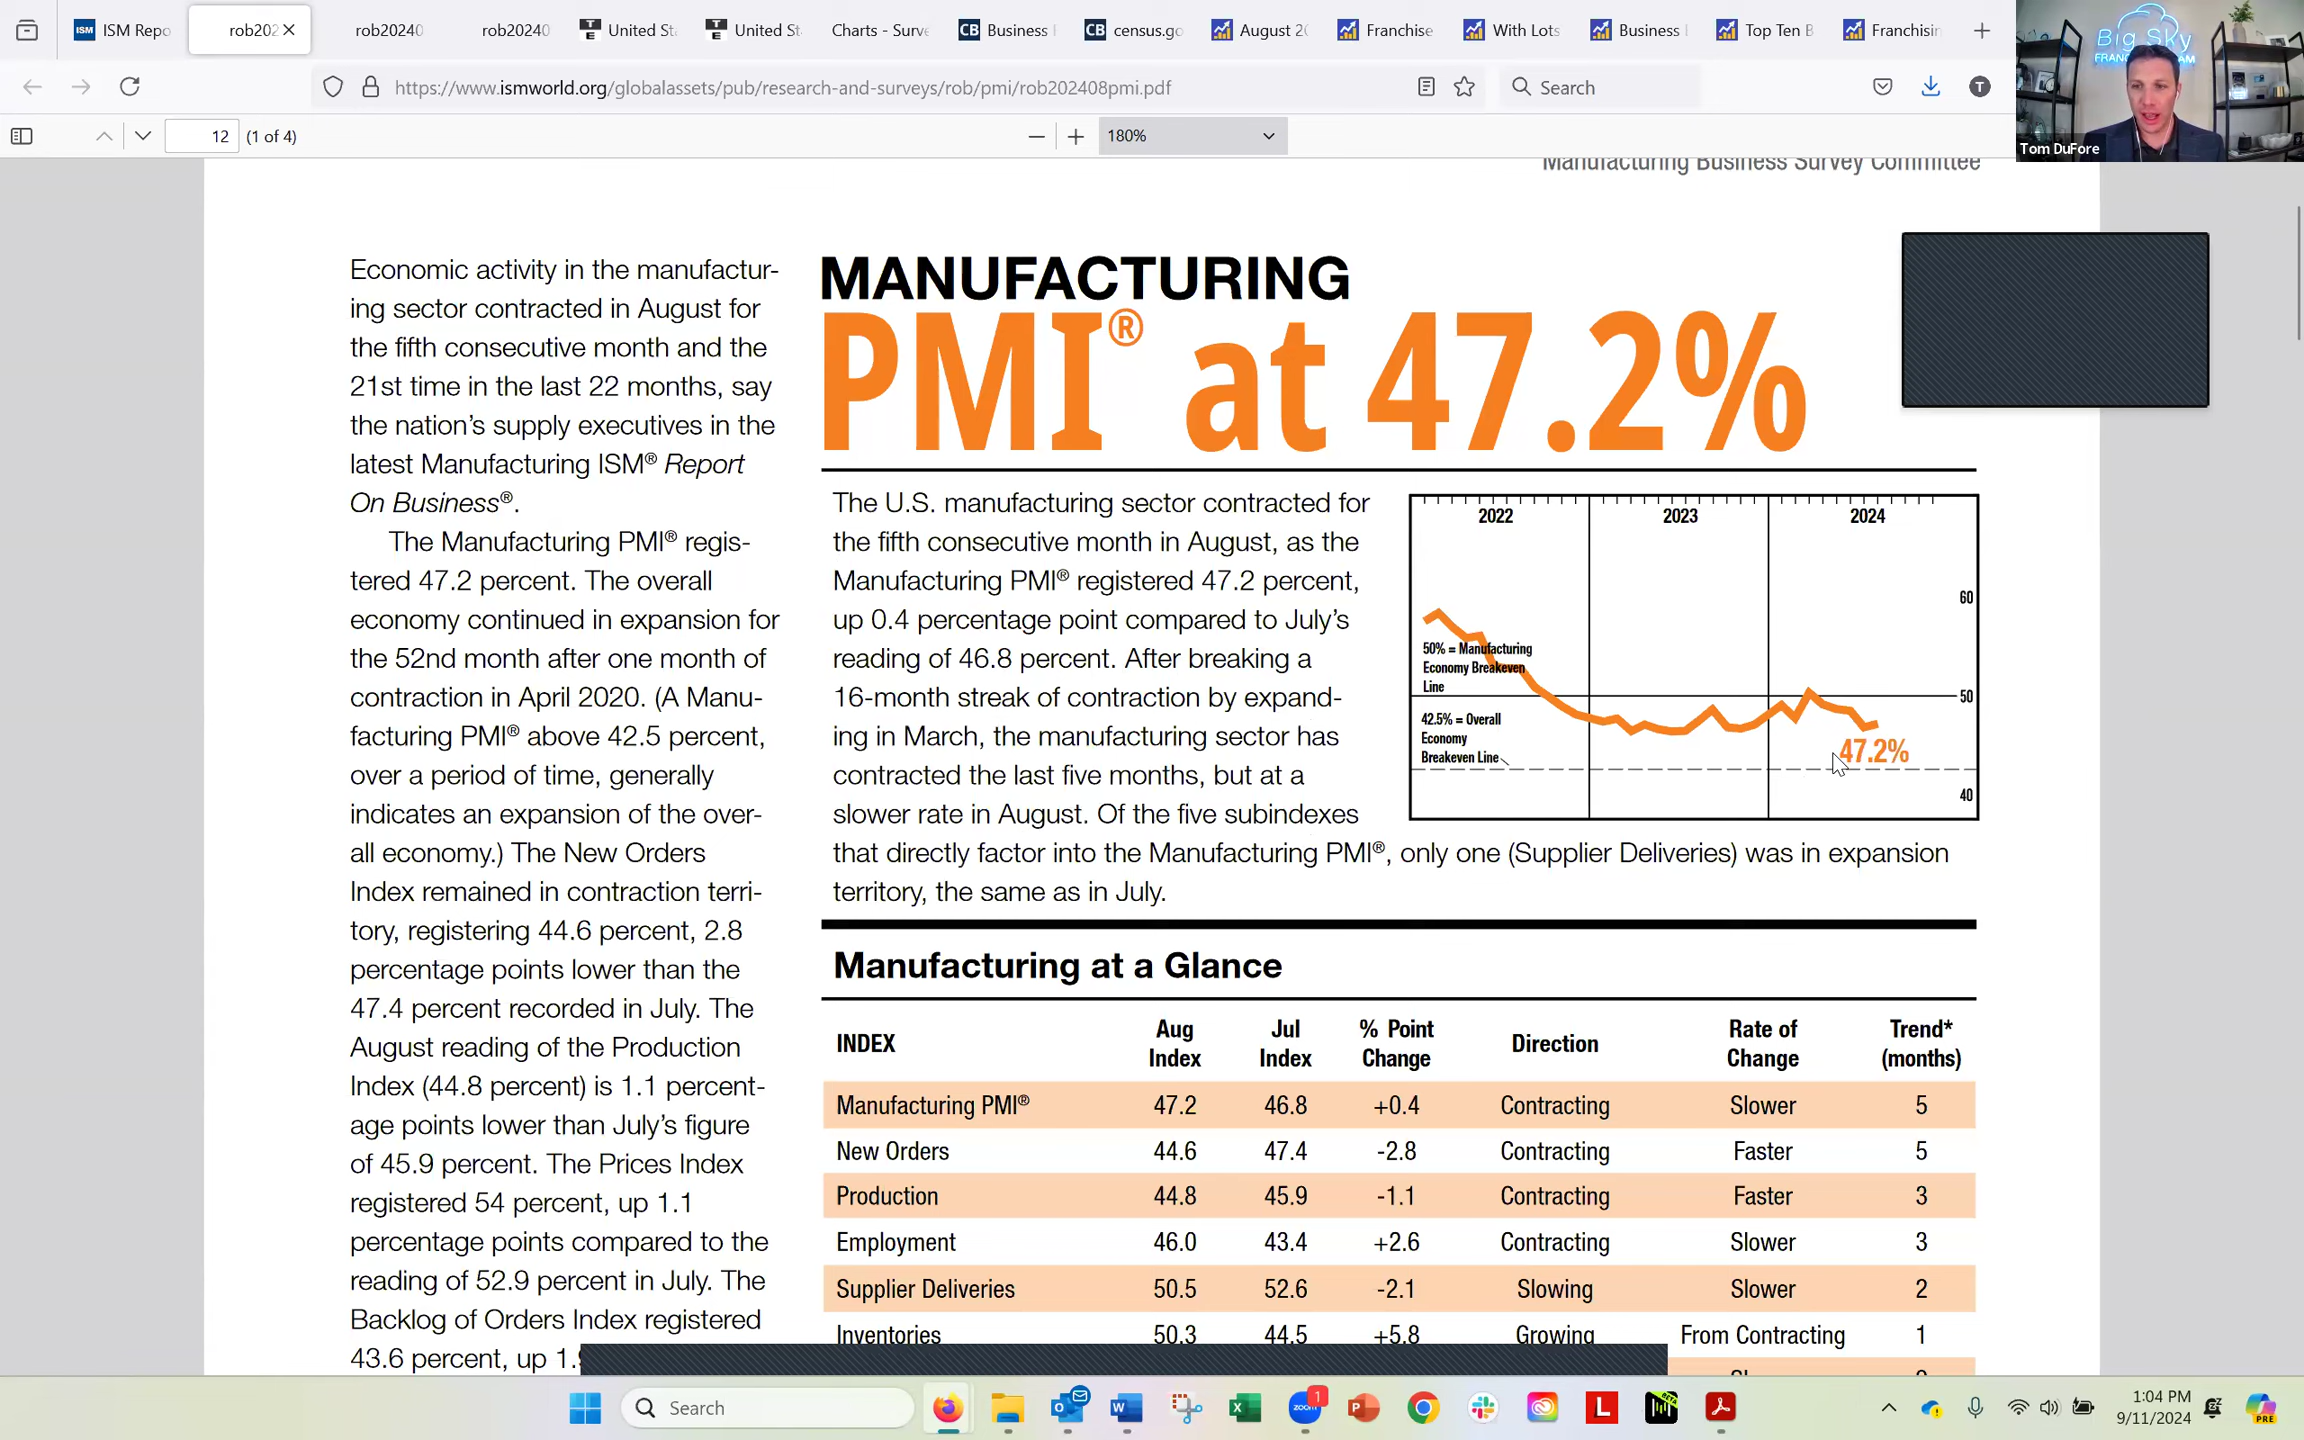 ISM Repo
rob202
rob20240
rob20240
United St
United St
Charts - Surve
CB Business
CB census.go
August 20
Franchise
With Lots
Business
Top Ten B
Franchisin
https://www.ismworld.org/globalassets/pub/research-and-surveys/rob/pmi/rob202408pmi.pdf
Search
T
12 (1 of 4)
180%
Big Sky
Tom DuFore
Manufacturing Business Survey Committee
Economic activity in the manufactur-
ing sector contracted in August for
the fifth consecutive month and the
21st time in the last 22 months, say
the nation's supply executives in the
latest Manufacturing ISM® Report
On Business®.
The Manufacturing PMI® regis-
tered 47.2 percent. The overall
economy continued in expansion for
the 52nd month after one month of
contraction in April 2020. (A Manu-
facturing PMI® above 42.5 percent,
over a period of time, generally
indicates an expansion of the over-
all economy.) The New Orders
Index remained in contraction terri-
tory, registering 44.6 percent, 2.8
percentage points lower than the
47.4 percent recorded in July. The
August reading of the Production
Index (44.8 percent) is 1.1 percent-
age points lower than July's figure
of 45.9 percent. The Prices Index
registered 54 percent, up 1.1
percentage points compared to the
reading of 52.9 percent in July. The
Backlog of Orders Index registered
43.6 percent, up 1.9
MANUFACTURING
PMI® at 47.2%
The U.S. manufacturing sector contracted for
the fifth consecutive month in August, as the
Manufacturing PMI® registered 47.2 percent,
up 0.4 percentage point compared to July's
reading of 46.8 percent. After breaking a
16-month streak of contraction by expand-
ing in March, the manufacturing sector has
contracted the last five months, but at a
slower rate in August. Of the five subindexes
that directly factor into the Manufacturing PMI®, only one (Supplier Deliveries) was in expansion
territory, the same as in July.
2022 2023 2024
60
50% = Manufacturing
Economy Breakeven
Line
50
42.5% = Overall
Economy
Breakeven Line
47.2%
40
Manufacturing at a Glance
INDEX Aug Index Jul Index % Point Change Direction Rate of Change Trend* (months)
Manufacturing PMI® 47.2 46.8 +0.4 Contracting Slower 5
New Orders 44.6 47.4 -2.8 Contracting Faster 5
Production 44.8 45.9 -1.1 Contracting Faster 3
Employment 46.0 43.4 +2.6 Contracting Slower 3
Supplier Deliveries 50.5 52.6 -2.1 Slowing Slower 2
Inventories 50.3 44.5 +5.8 Growing From Contracting 1
Search
1
1:04 PM
9/11/2024
PRE